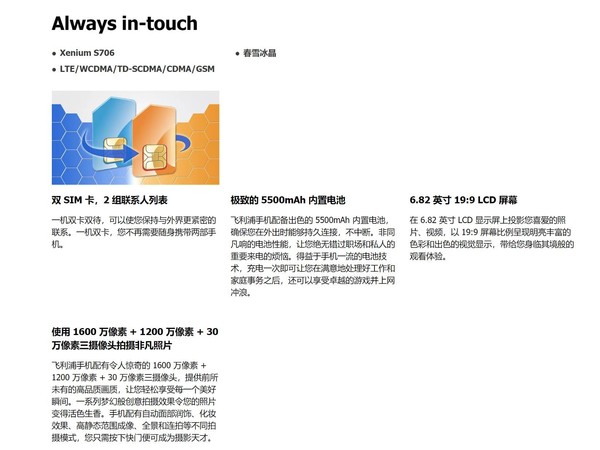 Always in-touch
● Xenium S706
● 春雪冰晶
● LTE/WCDMA/TD-SCDMA/CDMA/GSM
双 SIM 卡，2 组联系人列表
一机双卡双待，可以使您保持与外界更紧密的
联系。一机双卡，您不再需要随身携带两部手
机。
极致的 5500mAh 内置电池
飞利浦手机配备出色的 5500mAh 内置电池，
确保您在外出时能够持久连接，不中断。非同
凡响的电池性能，让您绝无错过职场和私人的
重要来电的烦恼。得益于手机一流的电池技
术，充电一次即可让您在满意地处理好工作和
家庭事务之后，还可以享受卓越的游戏并上网
冲浪。
6.82 英寸 19:9 LCD 屏幕
在 6.82 英寸 LCD 显示屏上投影您喜爱的照
片、视频，以 19:9 屏幕比例呈现明亮丰富的
色彩和出色的视觉显示，带给您身临其境般的
观看体验。
使用 1600 万像素 + 1200 万像素 + 30
万像素三摄像头拍摄非凡照片
飞利浦手机配有令人惊奇的 1600 万像素 +
1200 万像素 + 30 万像素三摄像头，提供前所
未有的高品质画质，让您轻松享受每一个美好
瞬间。一系列梦幻般创意拍摄效果令您的照片
变得活色生香。手机配有自动面部润饰、化妆
效果、高静态范围成像、全景和连拍等不同拍
摄模式，您只需按下快门便可成为摄影天才。